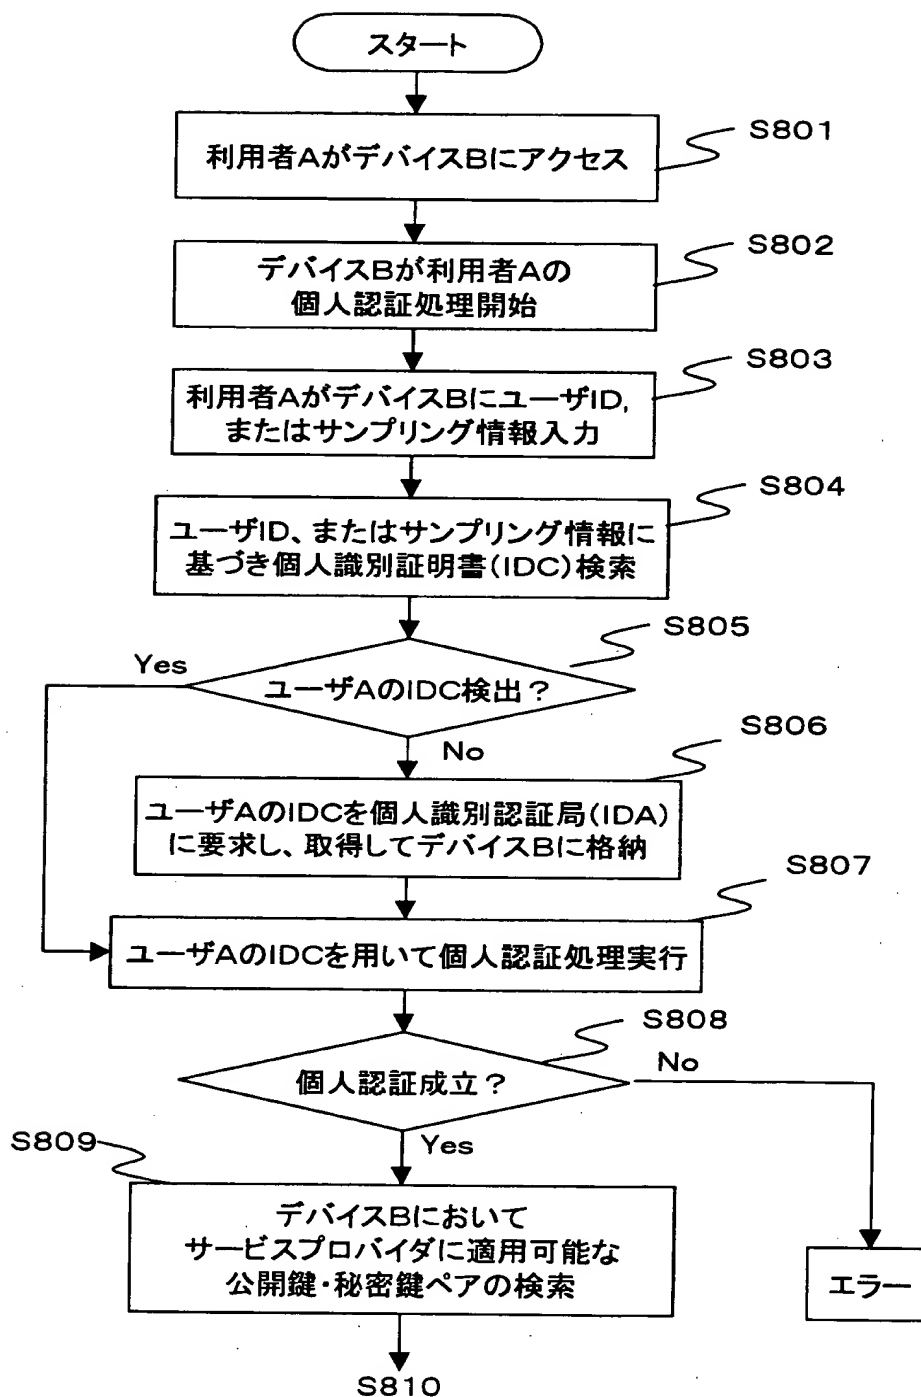 スタート
S801
利用者AがデバイスBにアクセス
S802
デバイスBが利用者Aの
個人認証処理開始
S803
利用者AがデバイスBにユーザID,
またはサンプリング情報入力
S804
ユーザID、またはサンプリング情報に
基づき個人識別証明書(IDC)検索
S805
Yes
ユーザAのIDC検出?
No
S806
ユーザAのIDCを個人識別認証局(IDA)
に要求し、取得してデバイスBに格納
S807
ユーザAのIDCを用いて個人認証処理実行
S808
個人認証成立?
No
Yes
S809
デバイスBにおいて
サービスプロバイダに適用可能な
公開鍵・秘密鍵ペアの検索
エラー
S810